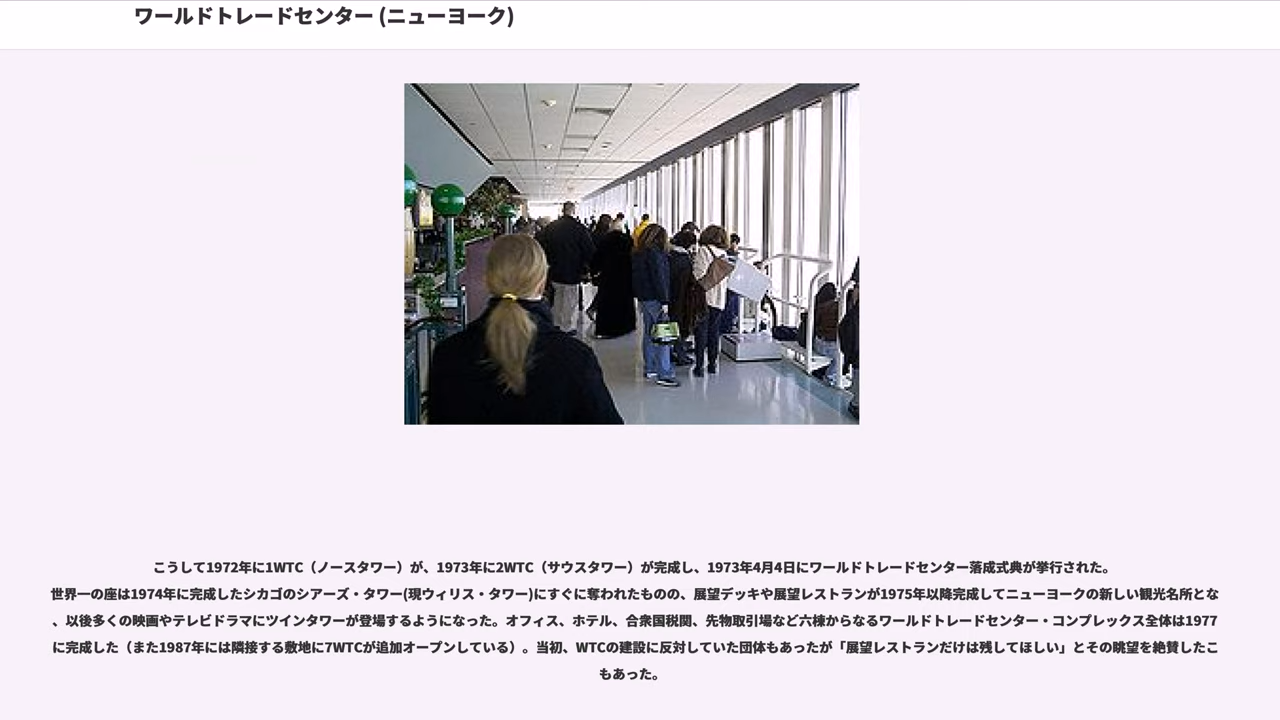 ワールドトレードセンター (ニューヨーク)
こうして1972年に1WTC（ノースタワー）が、1973年に2WTC（サウスタワー）が完成し、1973年4月4日にワールドトレードセンター落成式典が挙行された。
世界一の座は1974年に完成したシカゴのシアーズ・タワー(現ウィリス・タワー)にすぐに奪われたものの、展望デッキや展望レストランが1975年以降完成してニューヨークの新しい観光名所とな
、以後多くの映画やテレビドラマにツインタワーが登場するようになった。オフィス、ホテル、合衆国税関、先物取引場など六棟からなるワールドトレードセンター・コンプレックス全体は1977
に完成した（また1987年には隣接する敷地に7WTCが追加オープンしている）。当初、WTCの建設に反対していた団体もあったが「展望レストランだけは残してほしい」とその眺望を絶賛したこ
もあった。